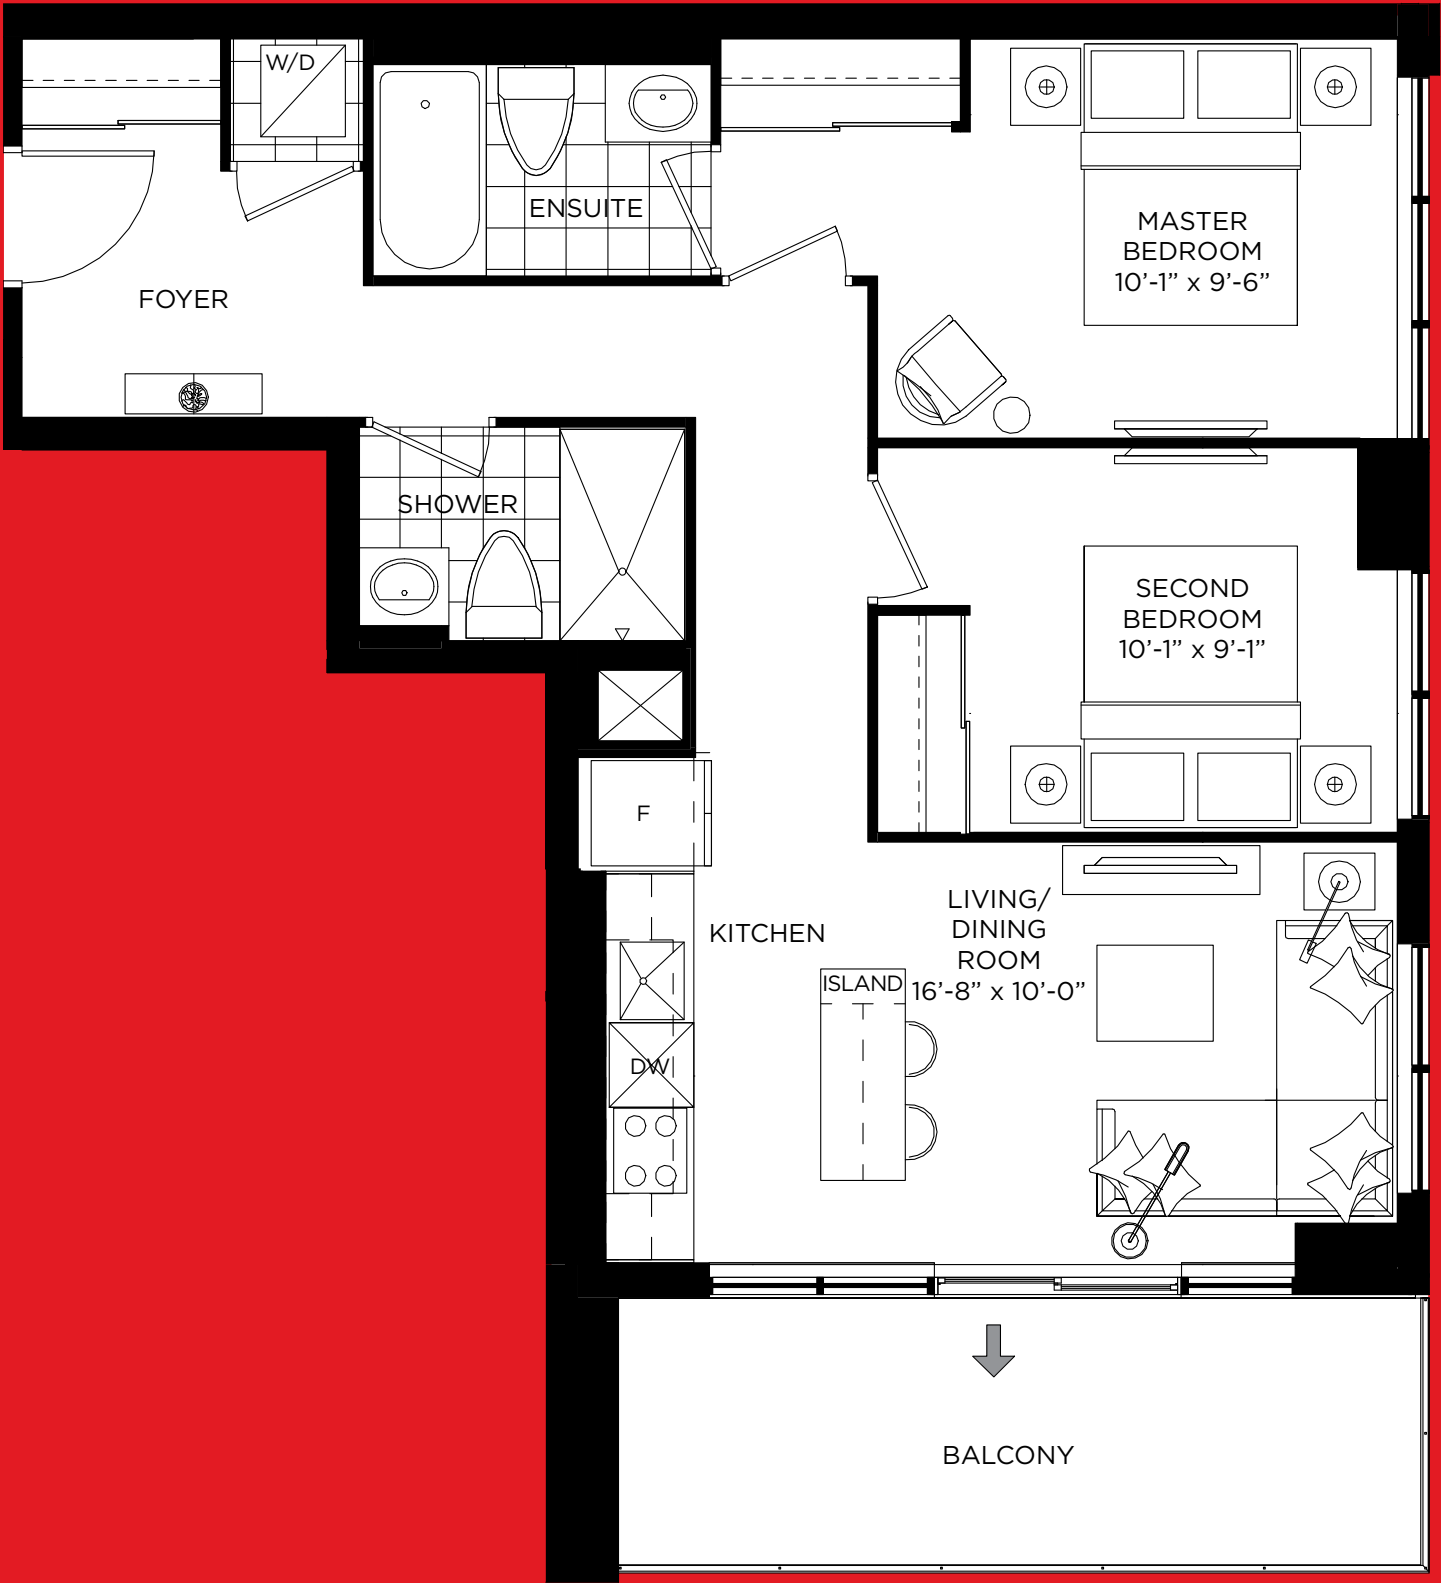 W/D
ENSUITE
MASTER
BEDROOM
10’-1” x 9’-6”
FOYER
SHOWER
SECOND
BEDROOM
10’-1” x 9’-1”
F
KITCHEN
LIVING/
DINING
ROOM
16’-8” x 10’-0”
ISLAND
DW
BALCONY